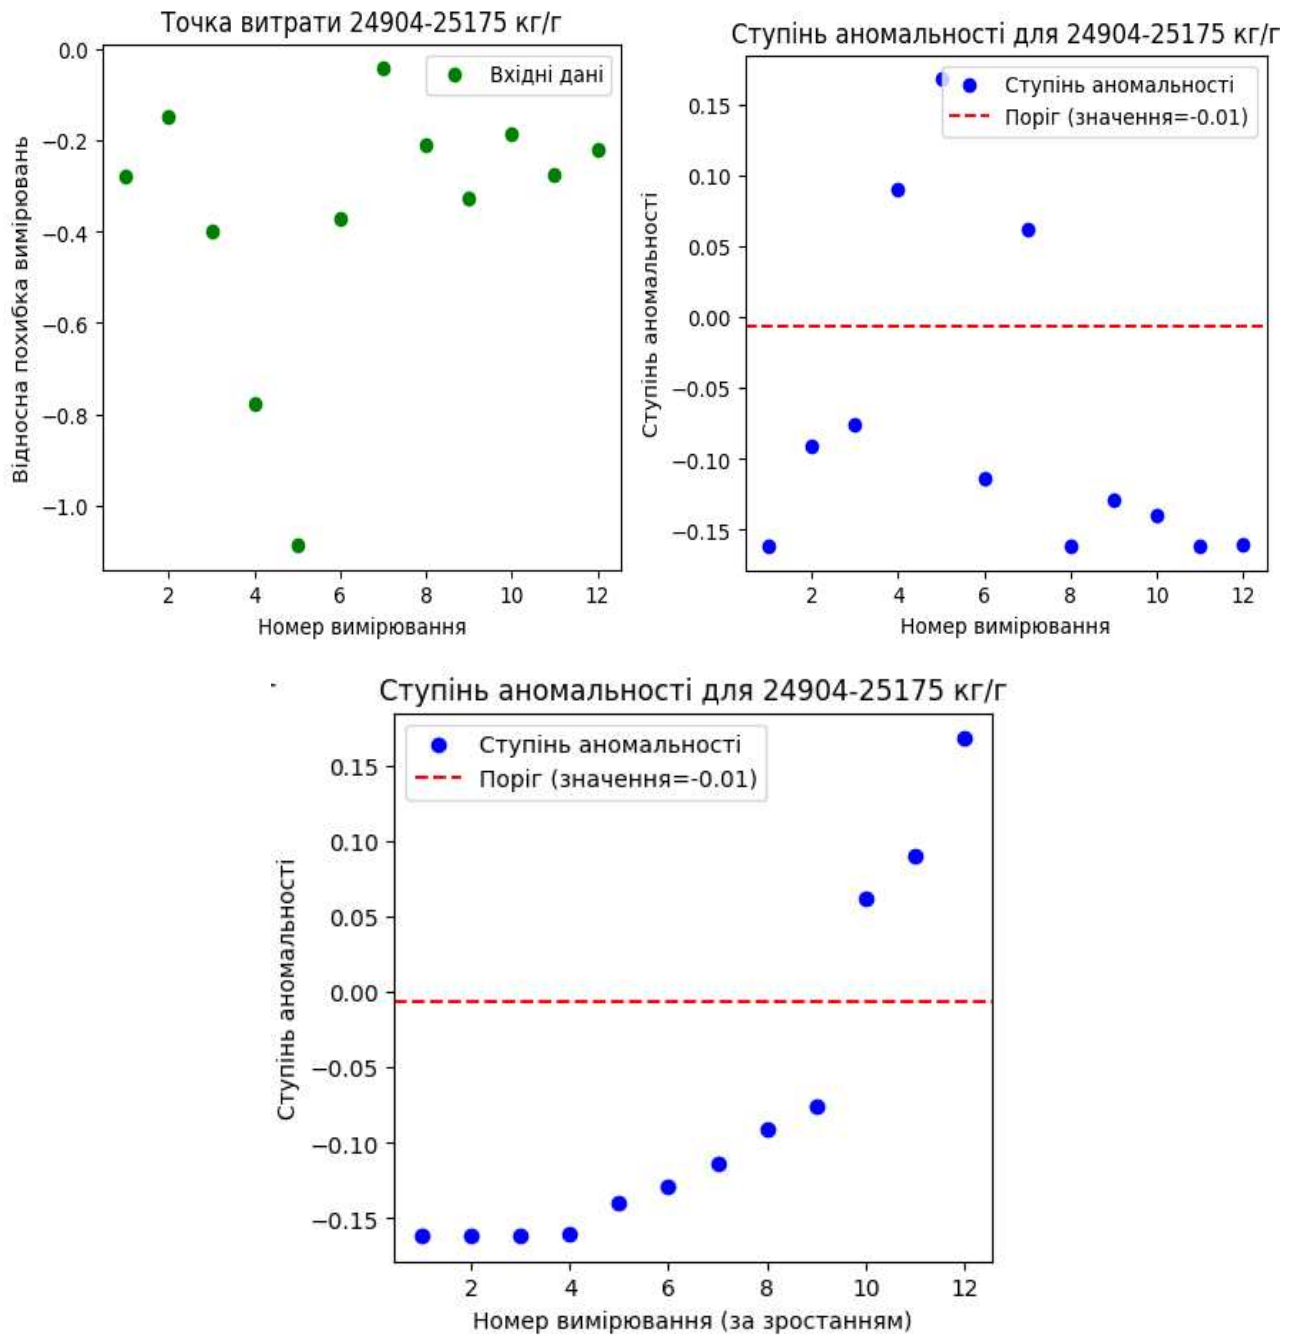 Точка витрати 24904-25175 кг/г
Вхідні дані
0.0
−0.2
−0.4
−0.6
−0.8
−1.0
Відносна похибка вимірювань
2 4 6 8 10 12
Номер вимірювання
Ступінь аномальності для 24904-25175 кг/г
Ступінь аномальності
Поріг (значення=-0.01)
0.15
0.10
0.05
0.00
−0.05
−0.10
−0.15
Ступінь аномальності
2 4 6 8 10 12
Номер вимірювання
Ступінь аномальності для 24904-25175 кг/г
Ступінь аномальності
Поріг (значення=-0.01)
0.15
0.10
0.05
0.00
−0.05
−0.10
−0.15
Ступінь аномальності
2 4 6 8 10 12
Номер вимірювання (за зростанням)